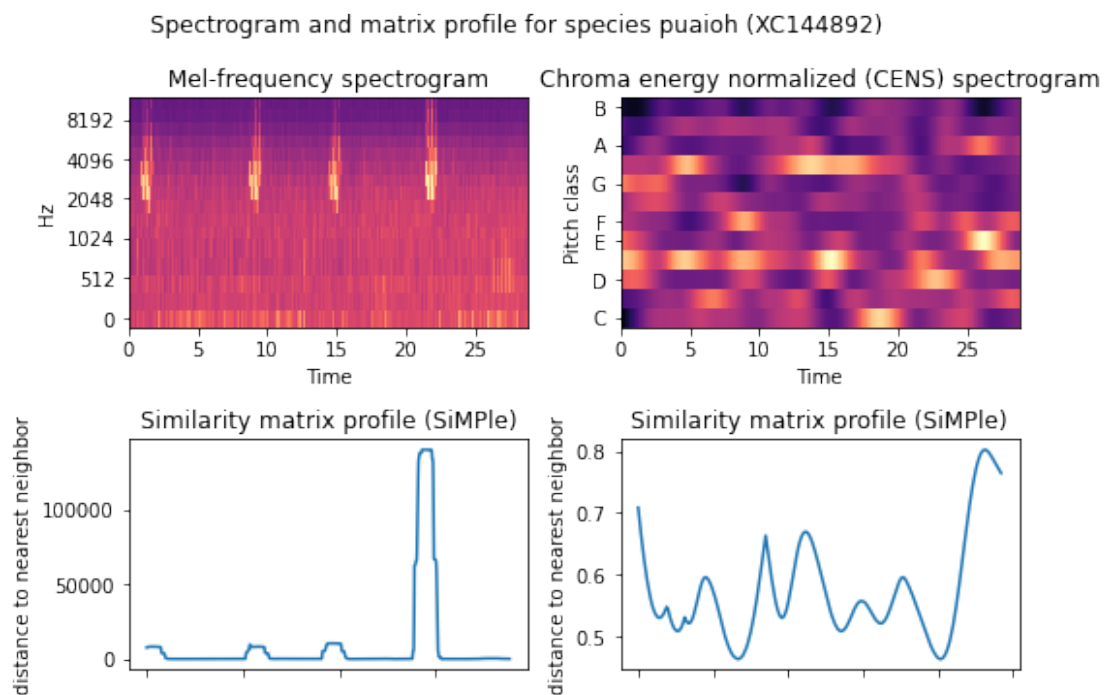 Spectrogram and matrix profile for species puaioh (XC144892)
Mel-frequency spectrogram
Hz
8192
4096
2048
1024
512
0
0 5 10 15 20 25
Time
Chroma energy normalized (CENS) spectrogram
Pitch class
B
A
G
F
E
D
C
0 5 10 15 20 25
Time
Similarity matrix profile (SiMPle)
distance to nearest neighbor
100000
50000
0
Similarity matrix profile (SiMPle)
distance to nearest neighbor
0.8
0.7
0.6
0.5